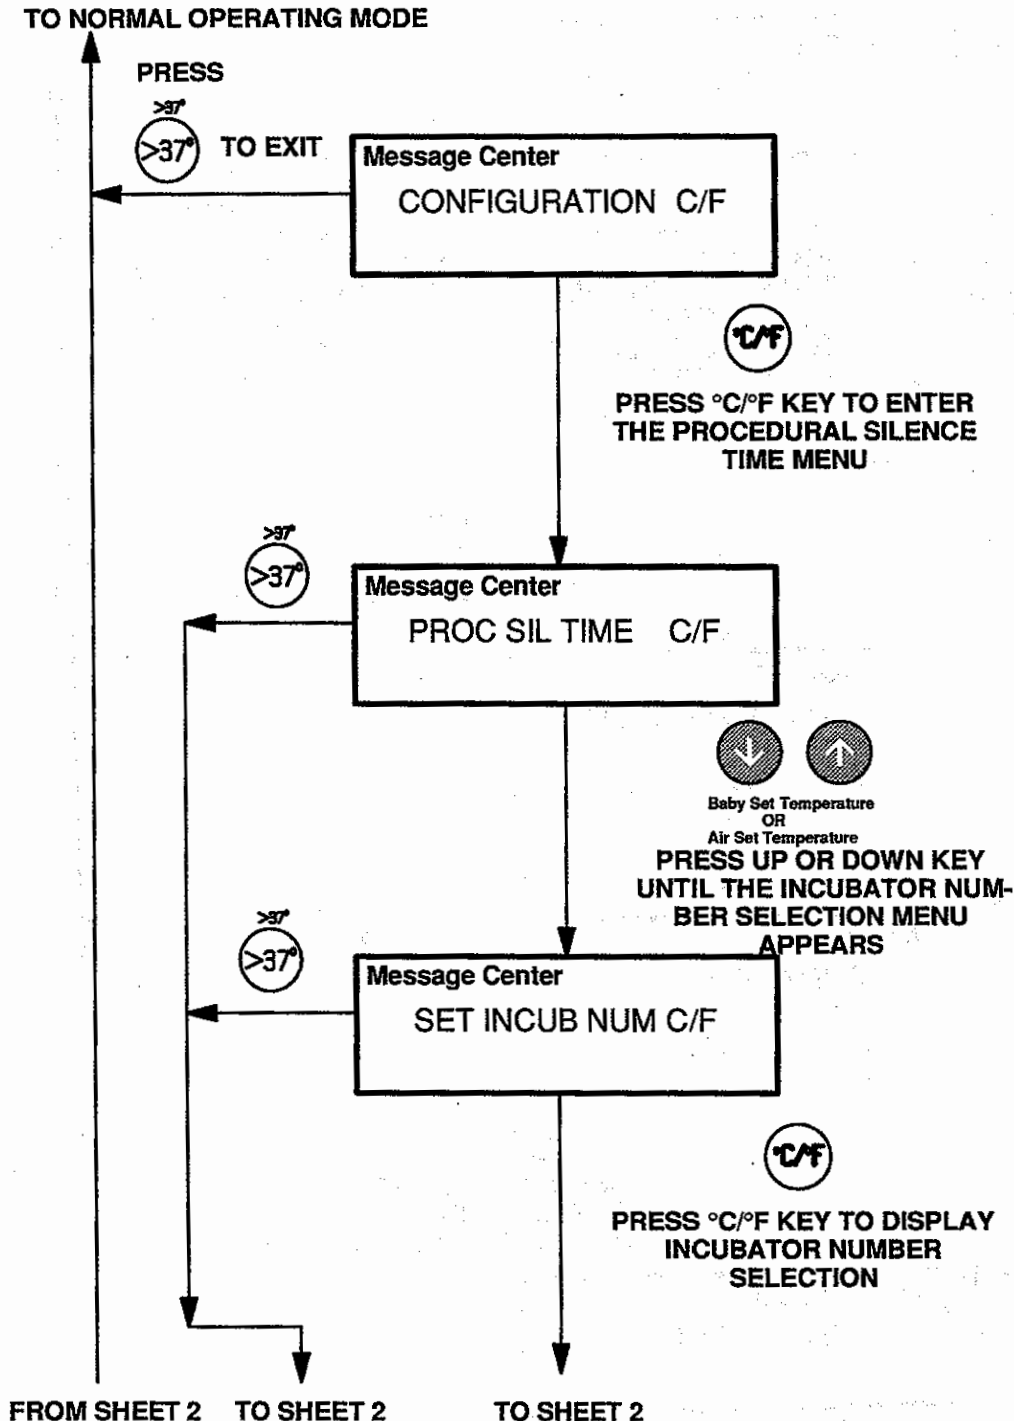 TO NORMAL OPERATING MODE
PRESS
>37°
>37°
TO EXIT
Message Center
CONFIGURATION C/F
°C/°F
PRESS °C/°F KEY TO ENTER
THE PROCEDURAL SILENCE
TIME MENU
>37°
>37°
Message Center
PROC SIL TIME C/F
Baby Set Temperature
OR
Air Set Temperature
PRESS UP OR DOWN KEY
UNTIL THE INCUBATOR NUM-
BER SELECTION MENU
APPEARS
>37°
>37°
Message Center
SET INCUB NUM C/F
°C/°F
PRESS °C/°F KEY TO DISPLAY
INCUBATOR NUMBER
SELECTION
FROM SHEET 2
TO SHEET 2
TO SHEET 2